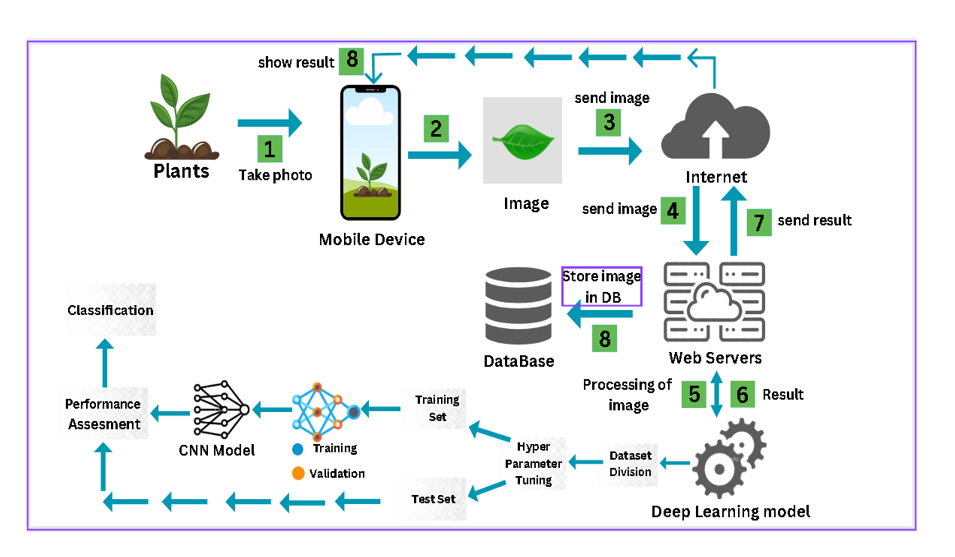 show result 8
send image
3
1
2
Take photo
Plants
Internet
Image
Mobile Device
send image 4
7 send result
Store image
in DB
8
DataBase
Web Servers
Classification
Processing of
image
5
6
Result
Performance
Assesment
Training
Set
CNN Model
Training
Validation
Hyper
Parameter
Tuning
Dataset
Division
Test Set
Deep Learning model